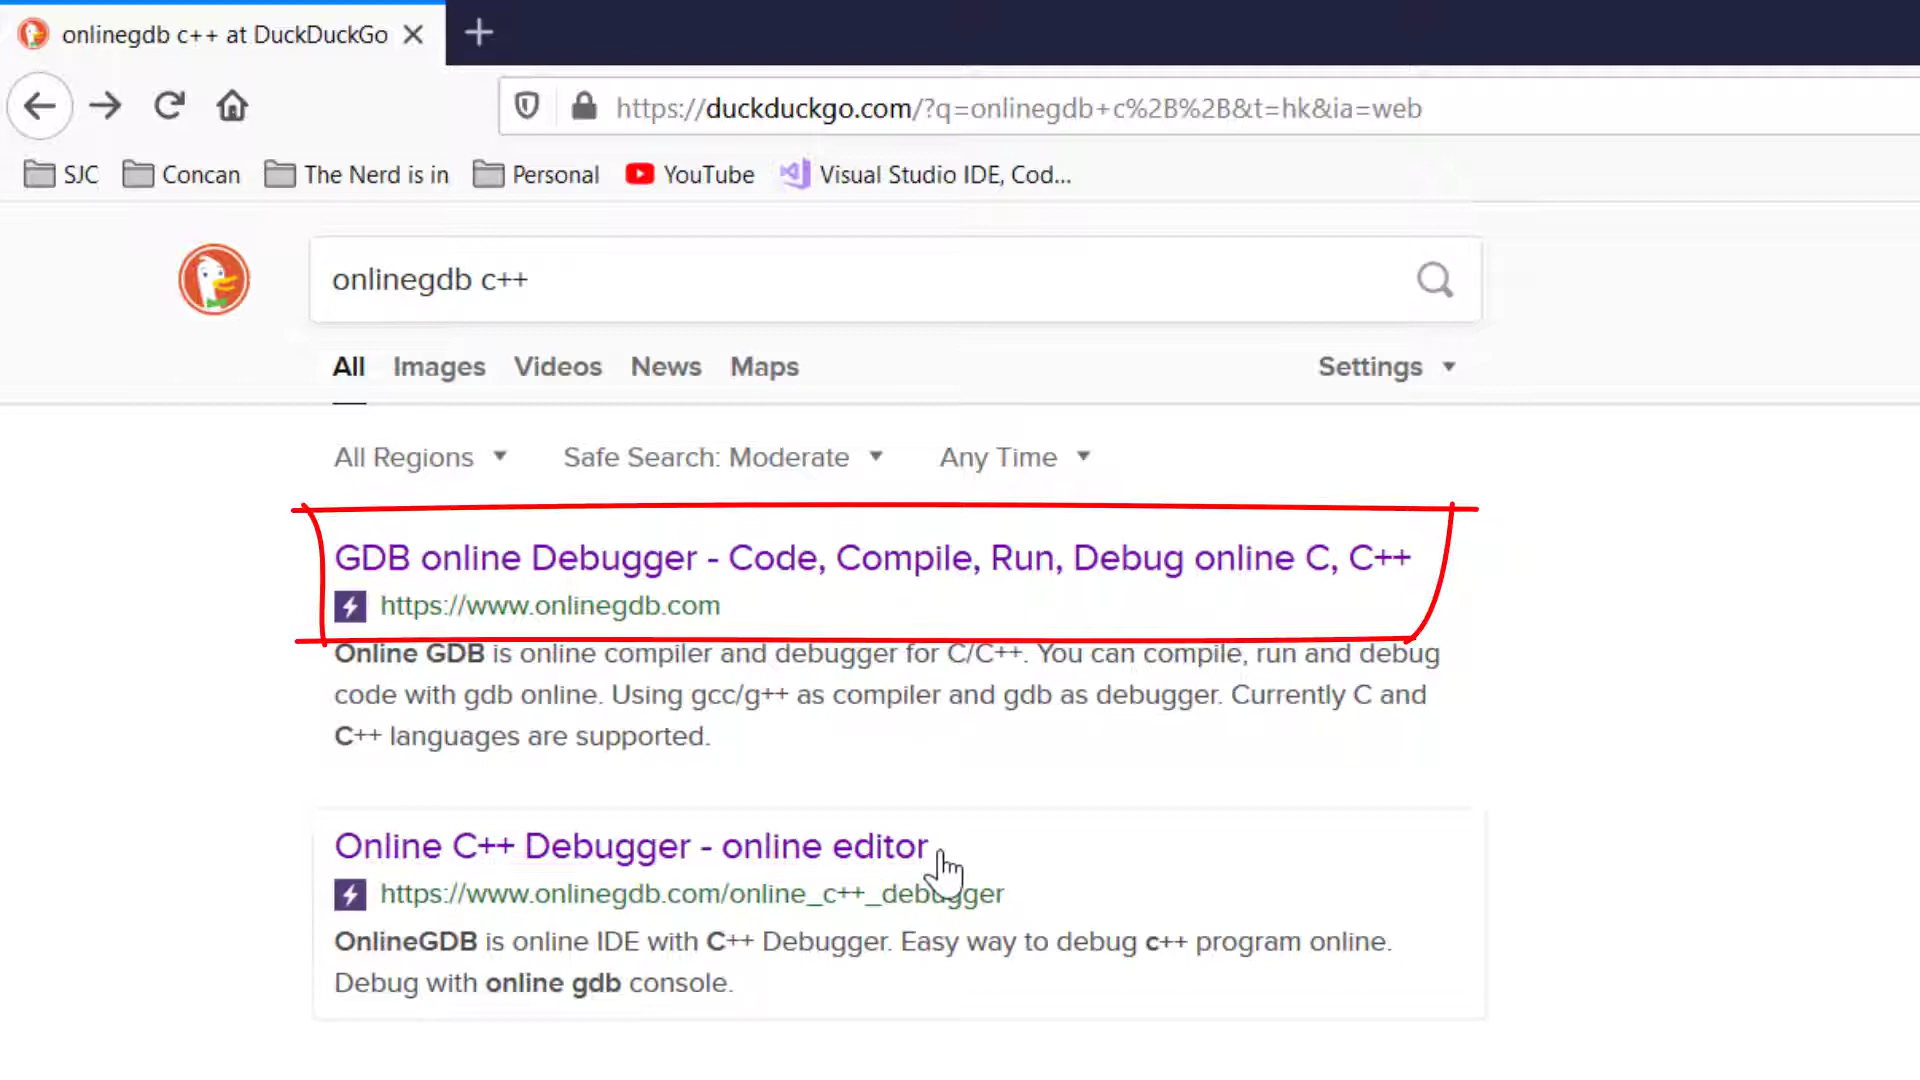 onlinegdb c++ at DuckDuckGo
https://duckduckgo.com/?q=onlinegdb+c%2B%2B&t=hk&ia=web
SJC Concan The Nerd is in Personal YouTube Visual Studio IDE, Cod...
onlinegdb c++
All Images Videos News Maps Settings
All Regions Safe Search: Moderate Any Time
GDB online Debugger - Code, Compile, Run, Debug online C, C++
https://www.onlinegdb.com
Online GDB is online compiler and debugger for C/C++. You can compile, run and debug
code with gdb online. Using gcc/g++ as compiler and gdb as debugger. Currently C and
C++ languages are supported.
Online C++ Debugger - online editor
https://www.onlinegdb.com/online_c++_debugger
OnlineGDB is online IDE with C++ Debugger. Easy way to debug c++ program online.
Debug with online gdb console.